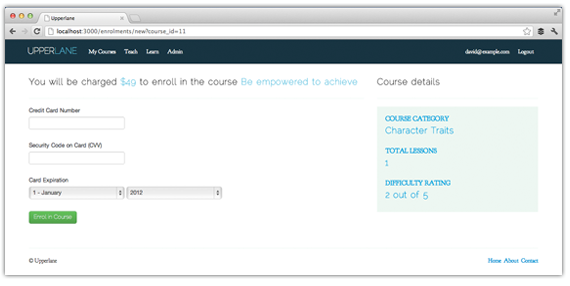 Upperlane
localhost:3000/enrolments/new?course_id=11
UPPERLANE My Courses Teach Learn Admin david@example.com Logout
You will be charged $49 to enroll in the course Be empowered to achieve
Course details
Credit Card Number
Security Code on Card (CVV)
Card Expiration
1 - January 2012
Enroll in Course
COURSE CATEGORY
Character Traits
TOTAL LESSONS
1
DIFFICULTY RATING
2 out of 5
© Upperlane Home About Contact